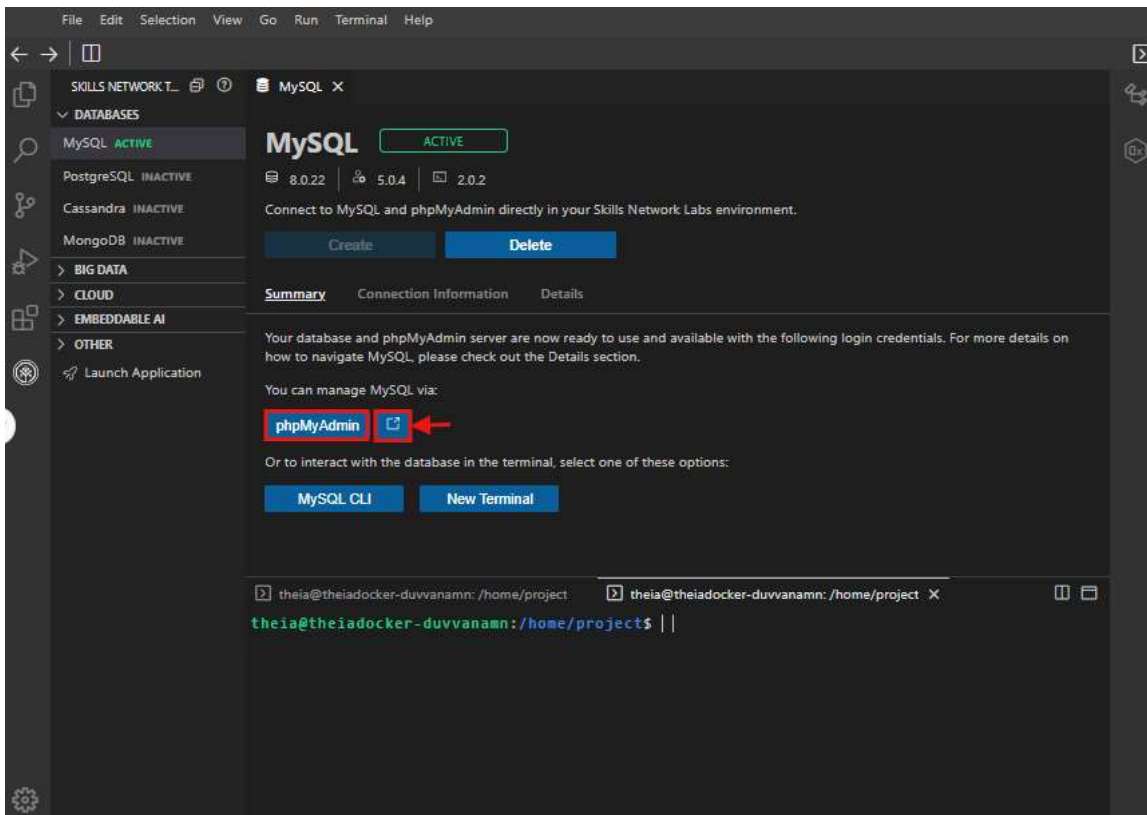 File Edit Selection View Go Run Terminal Help
SKILLS NETWORK T...
DATABASES
MySQL ACTIVE
PostgreSQL INACTIVE
Cassandra INACTIVE
MongoDB INACTIVE
BIG DATA
CLOUD
EMBEDDABLE AI
OTHER
Launch Application
MySQL
MySQL ACTIVE
8.0.22 5.0.4 2.0.2
Connect to MySQL and phpMyAdmin directly in your Skills Network Labs environment.
Create Delete
Summary Connection Information Details
Your database and phpMyAdmin server are now ready to use and available with the following login credentials. For more details on
how to navigate MySQL, please check out the Details section.
You can manage MySQL via:
phpMyAdmin
Or to interact with the database in the terminal, select one of these options:
MySQL CLI New Terminal
theia@theiadocker-duvvanamn: /home/project theia@theiadocker-duvvanamn: /home/project
theia@theiadocker-duvvanamn:/home/project$